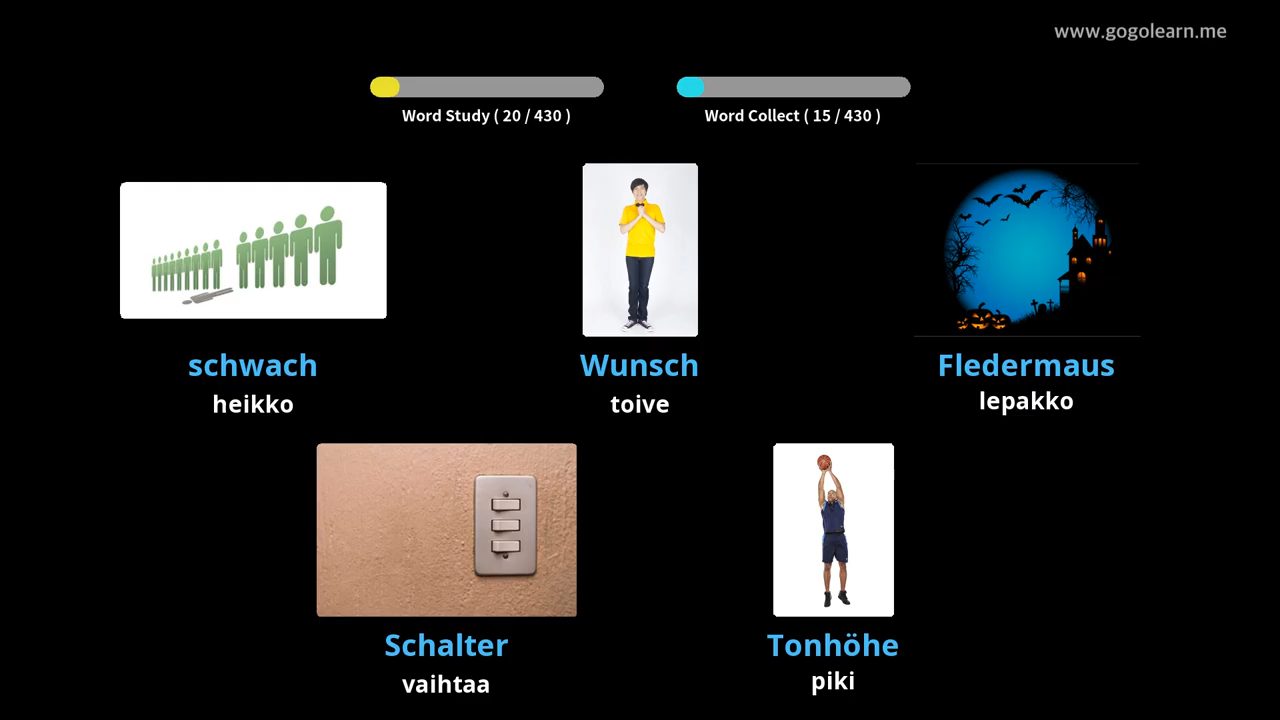 www.gogolearn.me
Word Study ( 20 / 430 )
Word Collect ( 15 / 430 )
schwach
heikko
Wunsch
toive
Fledermaus
lepakko
Schalter
vaihtaa
Tonhöhe
piki